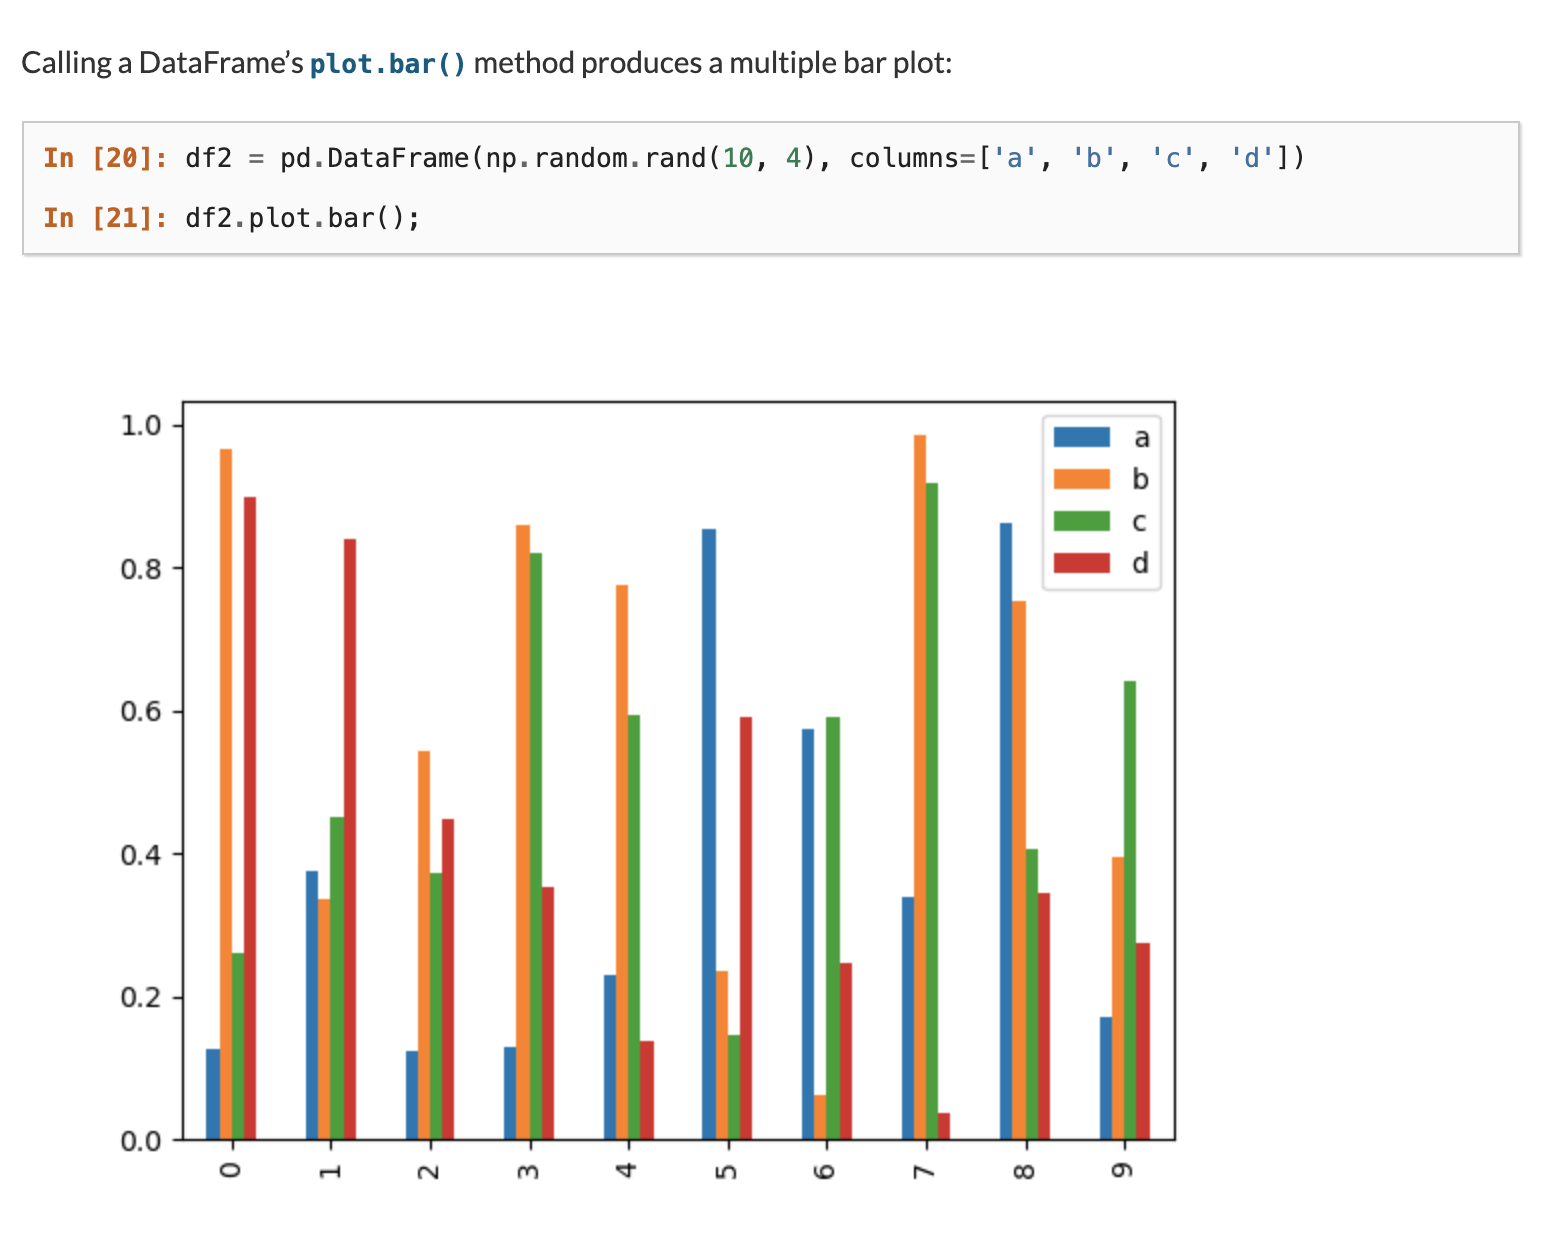 Calling a DataFrame’s plot.bar() method produces a multiple bar plot:
In [20]: df2 = pd.DataFrame(np.random.rand(10, 4), columns=['a', 'b', 'c', 'd'])
In [21]: df2.plot.bar();
1.0
0.8
0.6
0.4
0.2
0.0
a
b
c
d
0 1 2 3 4 5 6 7 8 9